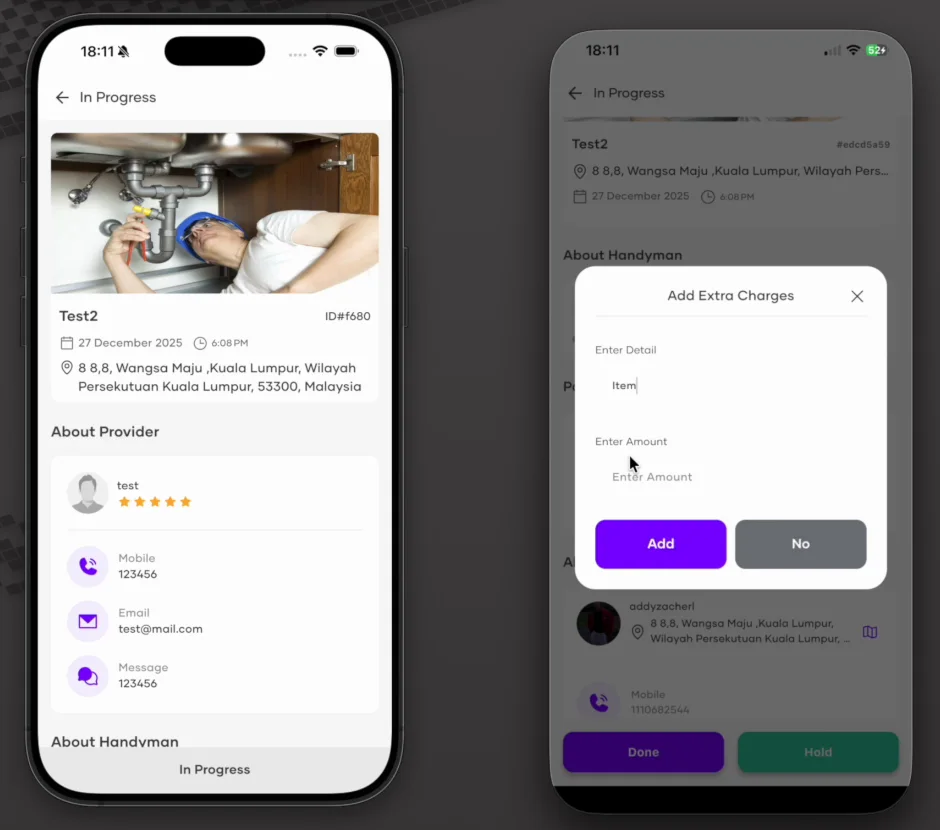 18:11
In Progress
Test2
ID#f680
27 December 2025
6:08 PM
8 8,8, Wangsa Maju ,Kuala Lumpur, Wilayah
Persekutuan Kuala Lumpur, 53300, Malaysia
About Provider
test
Mobile
123456
Email
test@mail.com
Message
123456
About Handyman
In Progress
18:11
52
In Progress
Test2
#edcd5a59
8 8,8, Wangsa Maju ,Kuala Lumpur, Wilayah Pers...
27 December 2025
6:08 PM
About Handyman
Add Extra Charges
Enter Detail
Item
Enter Amount
Enter Amount
Add
No
addyzacherl
8 8,8, Wangsa Maju ,Kuala Lumpur,
Wilayah Persekutuan Kuala Lumpur, ...
Mobile
1110682544
Done
Hold